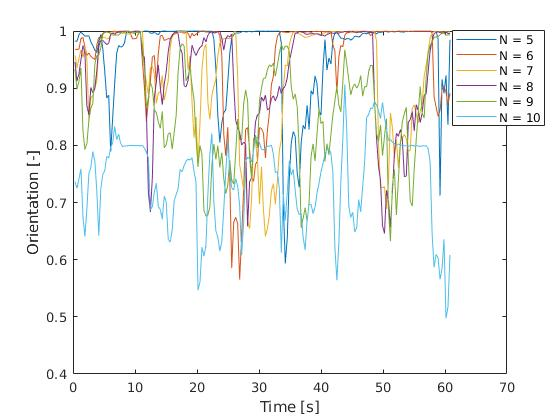 1
0.9
0.8
0.7
0.6
0.5
0.4
0
10
20
30
40
50
60
70
Orientation [-]
Time [s]
N = 5
N = 6
N = 7
N = 8
N = 9
N = 10